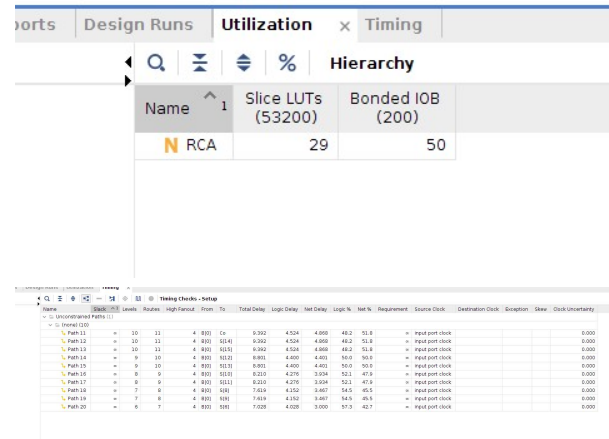 ports Design Runs Utilization × Timing
Hierarchy
Name 1 Slice LUTs (53200) Bonded IOB (200)
N RCA 29 50
Timing ×
Timing Checks - Setup
Name Slack ^1 Levels Routes High Fanout From To Total Delay Logic Delay Net Delay Logic % Net % Requirement Source Clock Destination Clock Exception Skew Clock Uncertainty
Unconstrained Paths (1)
(none) (10)
Path 11 ∞ 10 11 4 B[0] Co 9.392 4.524 4.868 48.2 51.8 ∞ input port clock 0.000
Path 12 ∞ 10 11 4 B[0] S[14] 9.392 4.524 4.868 48.2 51.8 ∞ input port clock 0.000
Path 13 ∞ 10 11 4 B[0] S[15] 9.392 4.524 4.868 48.2 51.8 ∞ input port clock 0.000
Path 14 ∞ 9 10 4 B[0] S[12] 8.801 4.400 4.401 50.0 50.0 ∞ input port clock 0.000
Path 15 ∞ 9 10 4 B[0] S[13] 8.801 4.400 4.401 50.0 50.0 ∞ input port clock 0.000
Path 16 ∞ 8 9 4 B[0] S[10] 8.210 4.276 3.934 52.1 47.9 ∞ input port clock 0.000
Path 17 ∞ 8 9 4 B[0] S[11] 8.210 4.276 3.934 52.1 47.9 ∞ input port clock 0.000
Path 18 ∞ 7 8 4 B[0] 7.619 4.152 3.467 54.5 45.5 ∞ input port clock 0.000
Path 19 ∞ 7 8 4 B[0] 7.619 4.152 3.467 54.5 45.5 ∞ input port clock 0.000
Path 20 ∞ 6 7 4 B[0] 7.028 4.028 3.000 57.3 42.7 ∞ input port clock 0.000